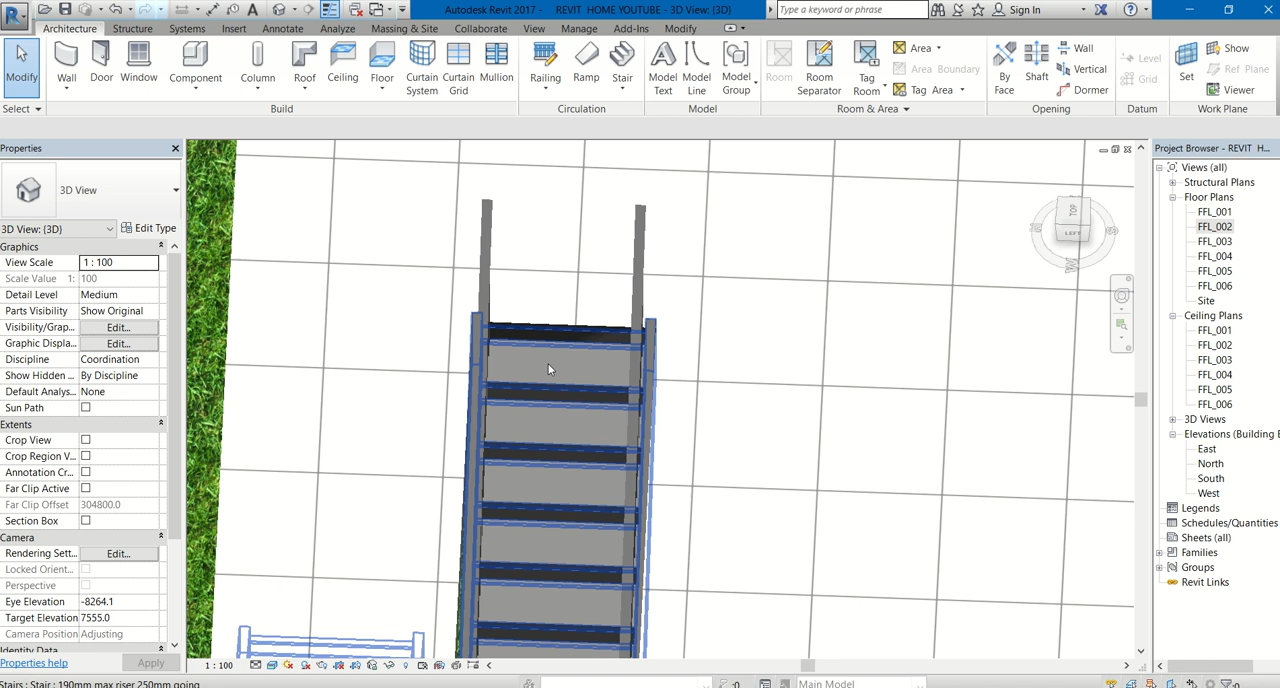 Autodesk Revit 2017 - REVIT HOME YOUTUBE - 3D View: {3D}
Type a keyword or phrase
Sign In
Architecture Structure Systems Insert Annotate Analyze Massing & Site Collaborate View Manage Add-Ins Modify
Modify Wall Door Window Component Column Roof Ceiling Floor Curtain System Curtain Grid Mullion Railing Ramp Stair Model Text Model Line Model Group Room Room Separator Tag Room
Area
Area Boundary
Tag Area
By Face Shaft
Wall
Vertical
Dormer
Level
Grid
Set
Show
Ref Plane
Viewer
Select Build Circulation Model Room & Area Opening Datum Work Plane
Properties
3D View
3D View: {3D} Edit Type
Graphics
View Scale 1 : 100
Scale Value 1: 100
Detail Level Medium
Parts Visibility Show Original
Visibility/Grap... Edit...
Graphic Displa... Edit...
Discipline Coordination
Show Hidden ... By Discipline
Default Analys... None
Sun Path
Extents
Crop View
Crop Region V...
Annotation Cr...
Far Clip Active
Far Clip Offset 304800.0
Section Box
Camera
Rendering Sett... Edit...
Locked Orient...
Perspective
Eye Elevation -8264.1
Target Elevation 7555.0
Camera Position Adjusting
Identity Data
Properties help Apply
TOP
LEFT
1 : 100
Project Browser - REVIT H...
Views (all)
Structural Plans
Floor Plans
FFL_001
FFL_002
FFL_003
FFL_004
FFL_005
FFL_006
Site
Ceiling Plans
FFL_001
FFL_002
FFL_003
FFL_004
FFL_005
FFL_006
3D Views
Elevations (Building E
East
North
South
West
Legends
Schedules/Quantities
Sheets (all)
Families
Groups
Revit Links
Stairs : Stair : 190mm max riser 250mm going
:0
Main Model
:0